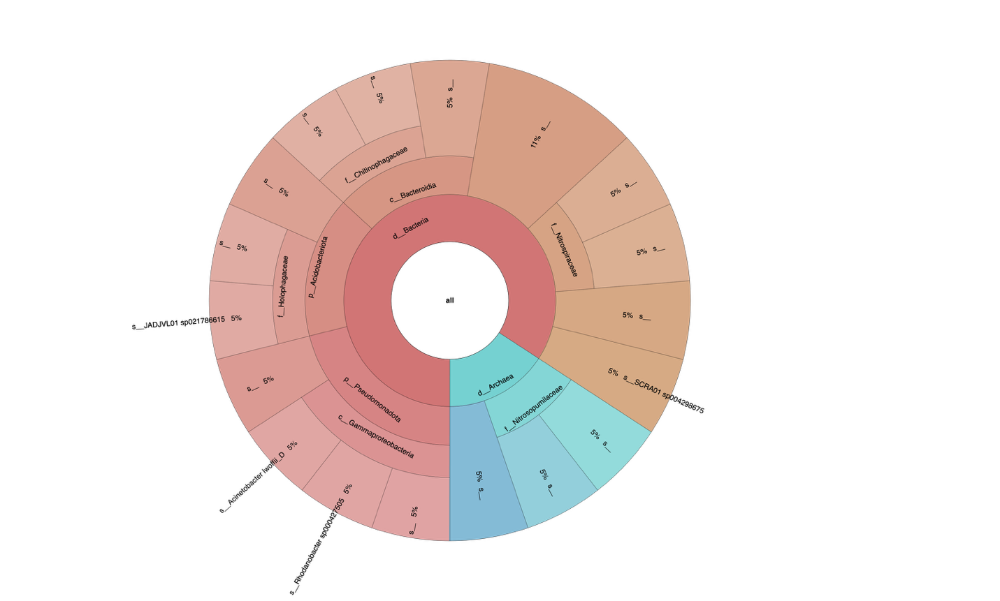 all
d__Bacteria
d__Archaea
c__Bacteroidia
f__Chitinophagaceae
p__Acidobacteriota
f__Holophagaceae
p__Pseudomonadota
c__Gammaproteobacteria
f__Nitrospiraceae
f__Nitrosopumilaceae
5% s__
11% s__
5% s__
5% s__
5% s__
5% s__SCRA01 sp004298675
5% s__
5% s__
5% s__
s__ 5%
s__Rhodanobacter sp000427505 5%
s__Acinetobacter lwoffii_D 5%
s__ 5%
s__JADJVL01 sp021786615 5%
s__ 5%
s__ 5%
s__ 5%
s__ 5%